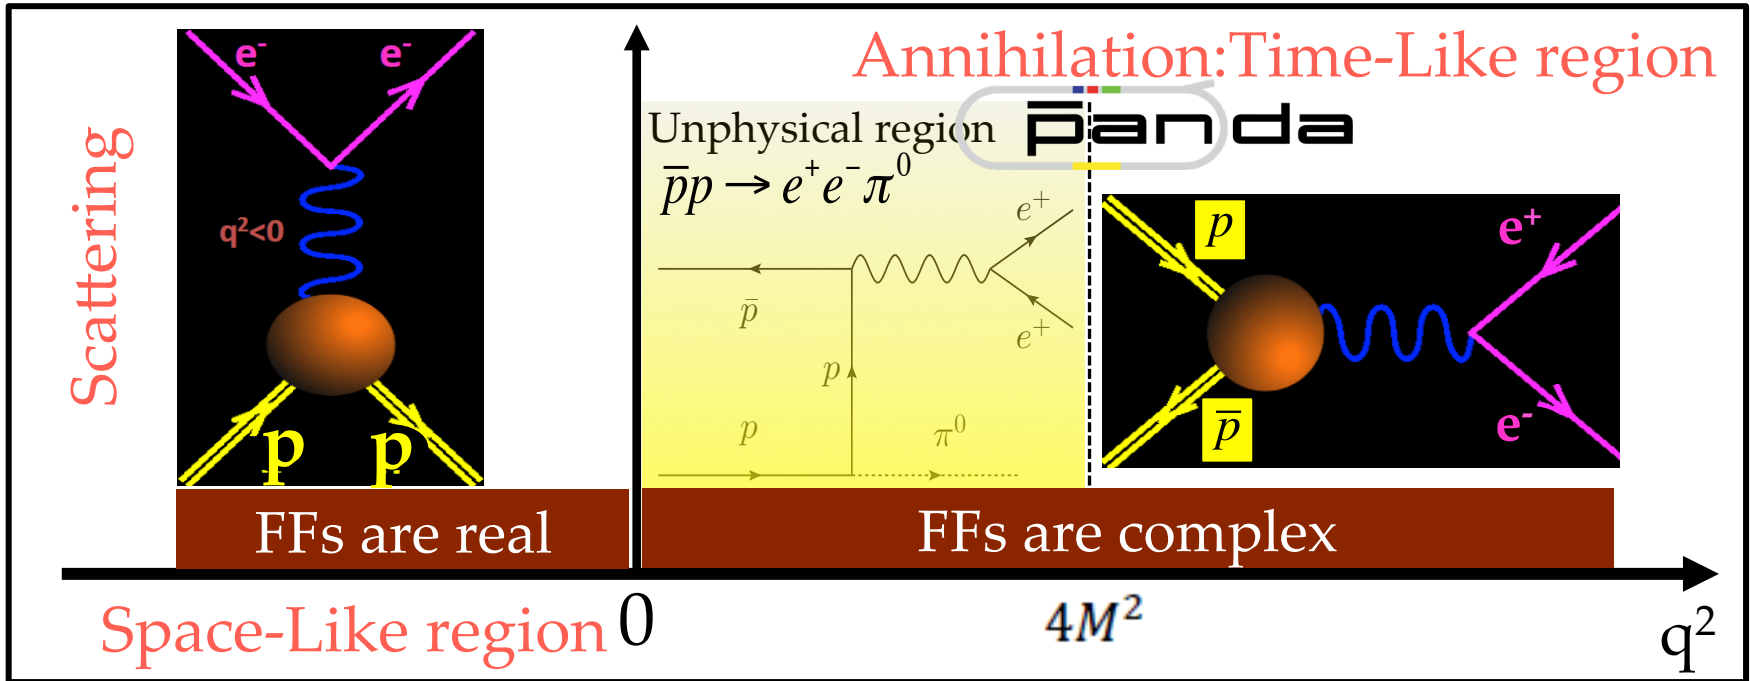 Annihilation:Time-Like region
Scattering
e⁻ e⁻
q²<0
p p
Unphysical region
p̄anda
p̄p → e⁺e⁻π⁰
e⁺
p̄
e⁺
p
p
π⁰
p
e⁺
p̄
e⁻
FFs are real
FFs are complex
Space-Like region
0
4M²
q²